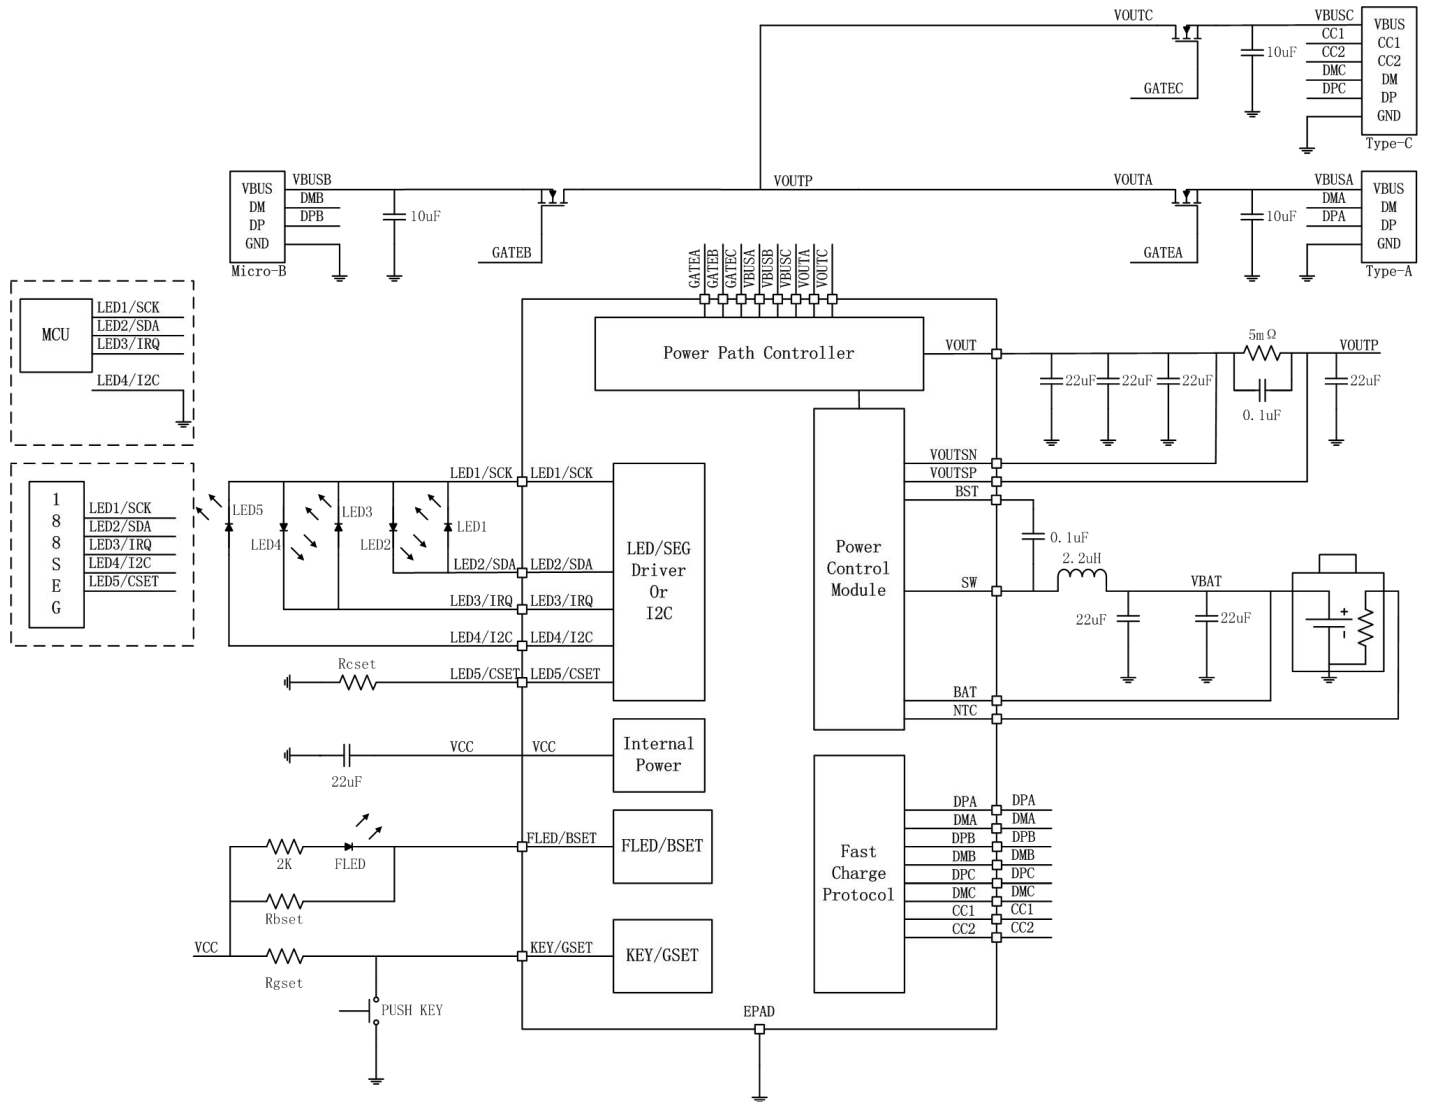 VOUTC
VBUSC
VBUS
CC1
CC1
CC2
CC2
DMC
DM
DPC
DP
GND
Type-C
10uF
GATEC
VBUS
DM
DP
GND
Micro-B
VBUSB
DMB
DPB
10uF
GATEB
VOUTP
VOUTA
VBUSA
VBUS
DMA
DM
DPA
DP
GND
Type-A
10uF
GATEA
GATEA
GATEB
GATEC
VBUSA
VBUSB
VBUSC
VOUTA
VOUTC
MCU
LED1/SCK
LED2/SDA
LED3/IRQ
LED4/I2C
Power Path Controller
VOUT
5mΩ
VOUTP
22uF
22uF
22uF
0.1uF
22uF
1
8
8
S
E
G
LED1/SCK
LED2/SDA
LED3/IRQ
LED4/I2C
LED5/CSET
LED5
LED4
LED3
LED2
LED1
LED1/SCK
LED1/SCK
LED2/SDA
LED2/SDA
LED3/IRQ
LED3/IRQ
LED4/I2C
LED4/I2C
LED5/CSET
LED5/CSET
Rcset
LED/SEG
Driver
Or
I2C
Power
Control
Module
VOUTSN
VOUTSP
BST
SW
BAT
NTC
0.1uF
2.2uH
VBAT
22uF
22uF
+
-
VCC
VCC
22uF
Internal
Power
FLED/BSET
FLED/BSET
2K
FLED
Rbset
VCC
Rgset
KEY/GSET
KEY/GSET
PUSH KEY
Fast
Charge
Protocol
DPA
DPA
DMA
DMA
DPB
DPB
DMB
DMB
DPC
DPC
DMC
DMC
CC1
CC1
CC2
CC2
EPAD